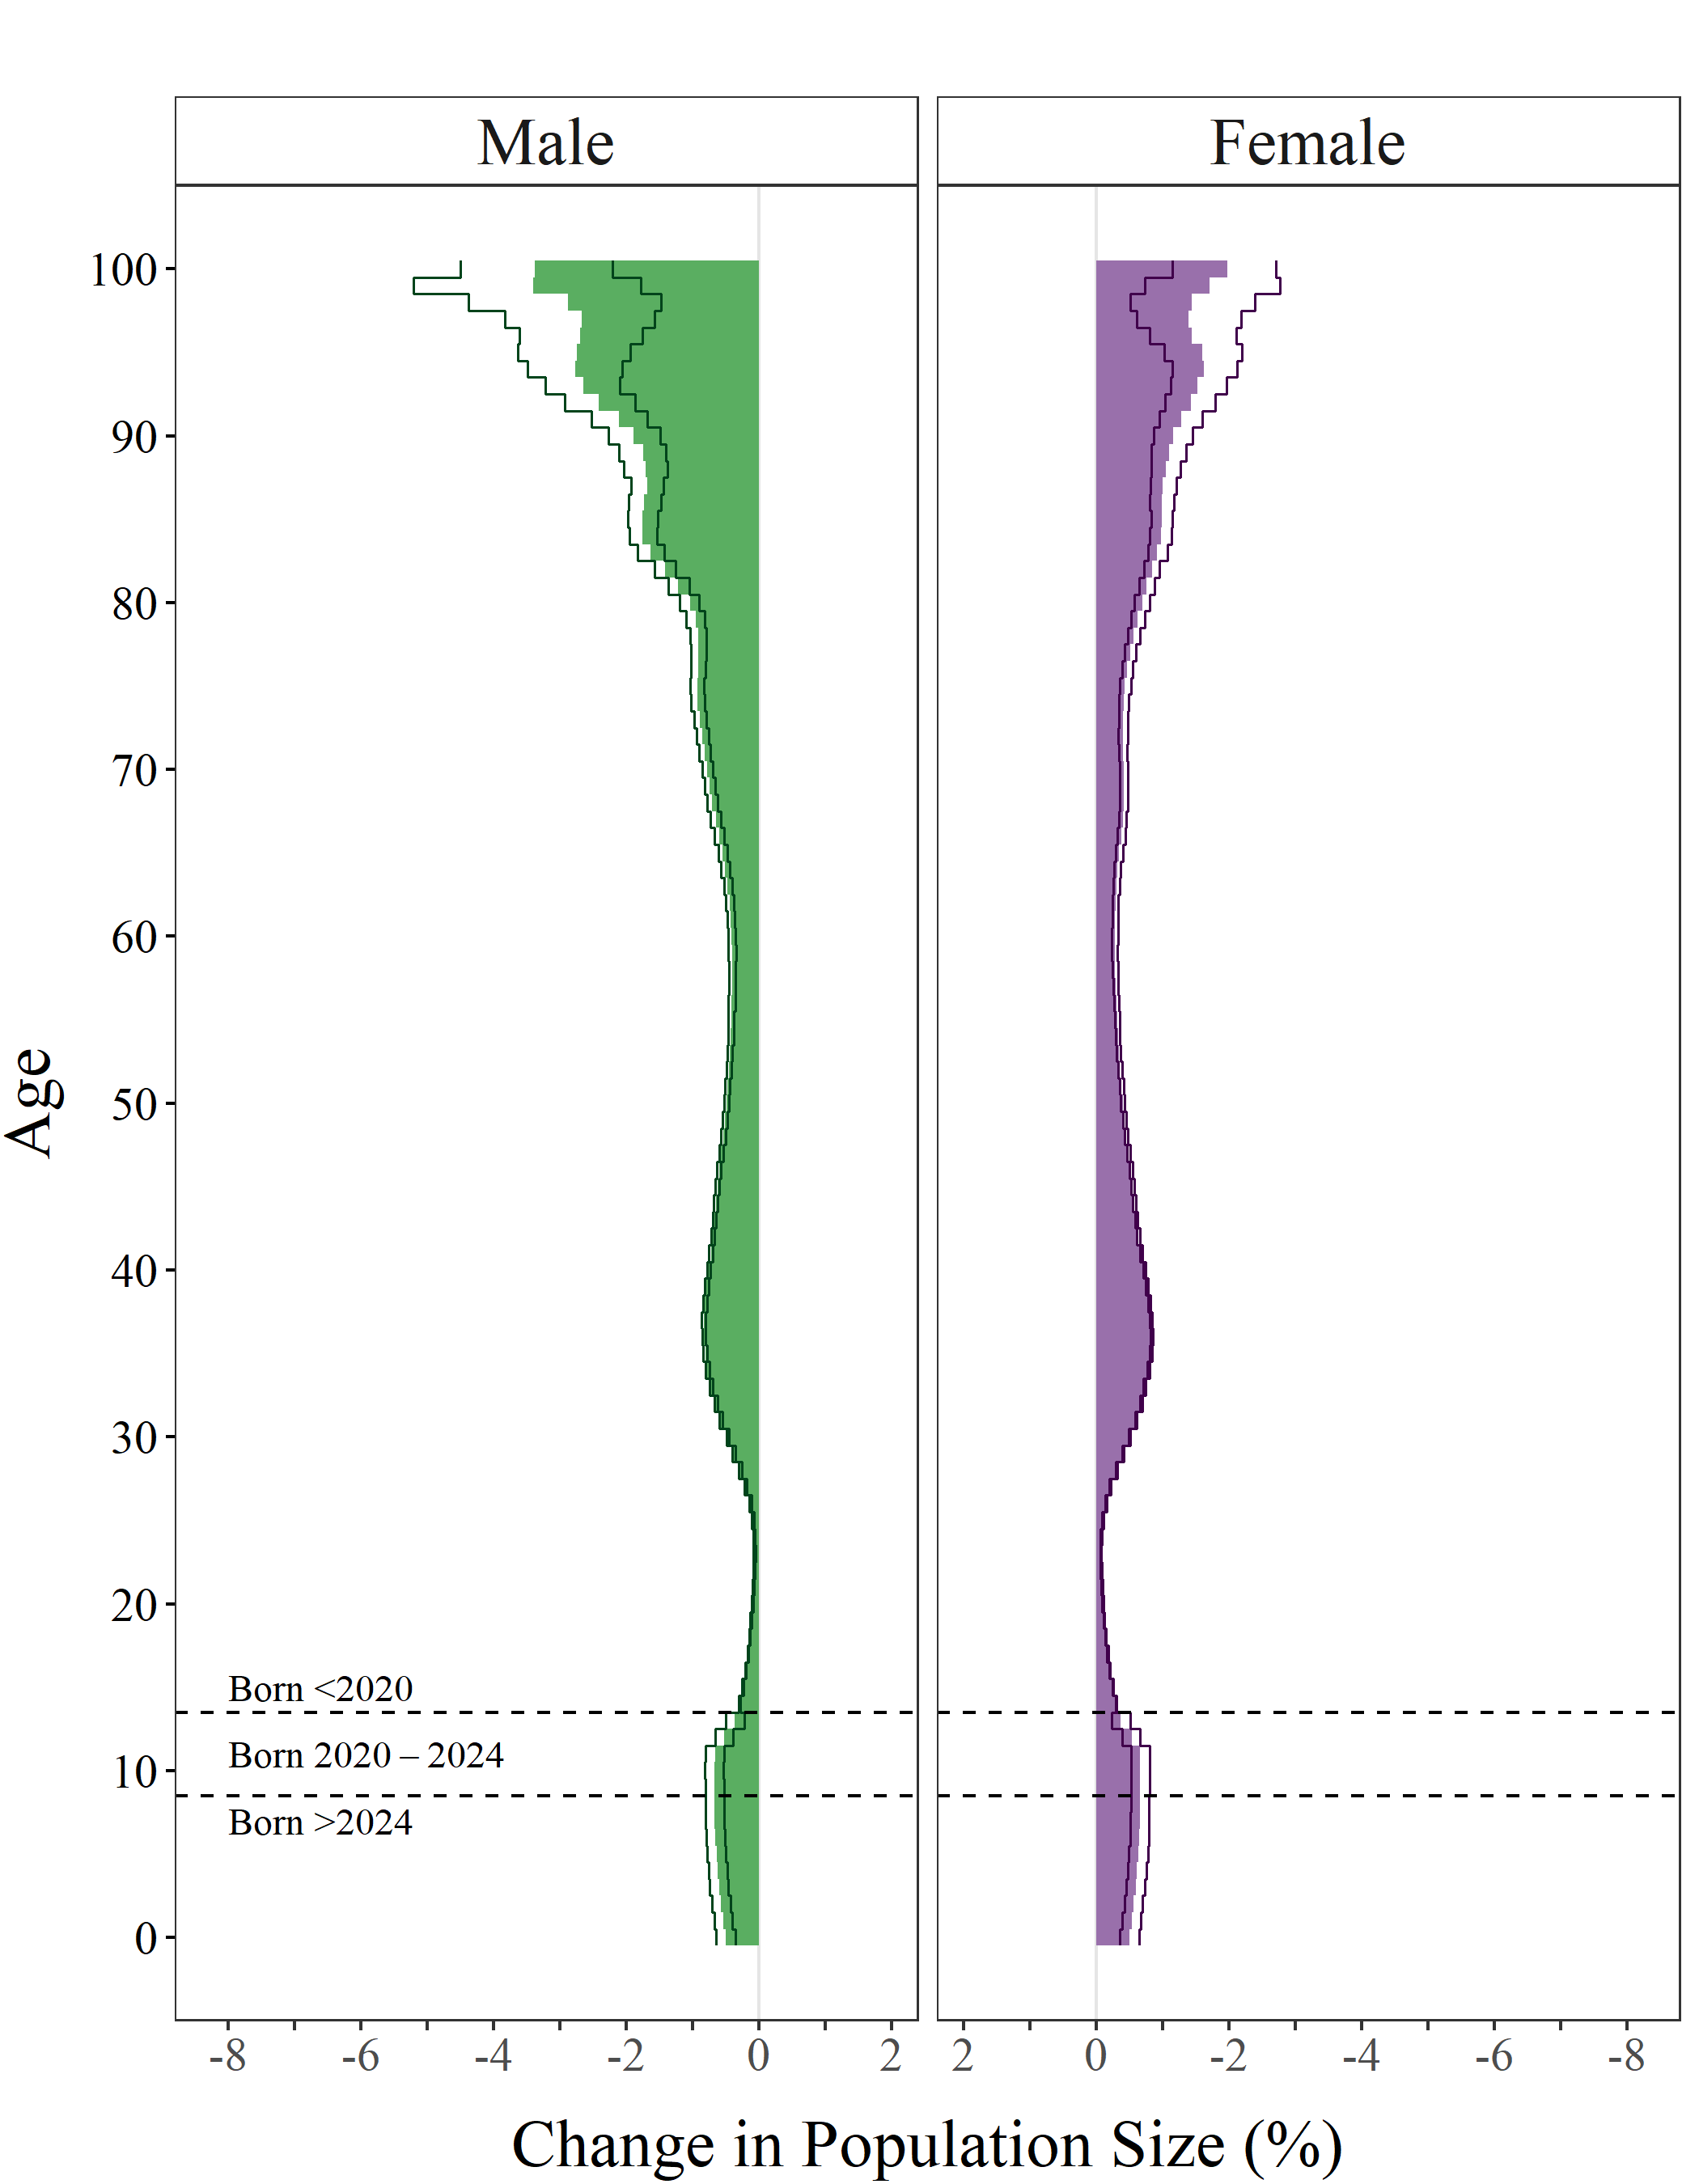 Male
Female
100
90
80
70
60
50
40
30
20
10
0
Age
Born <2020
Born 2020 – 2024
Born >2024
-8 -6 -4 -2 0 2
2 0 -2 -4 -6 -8
Change in Population Size (%)